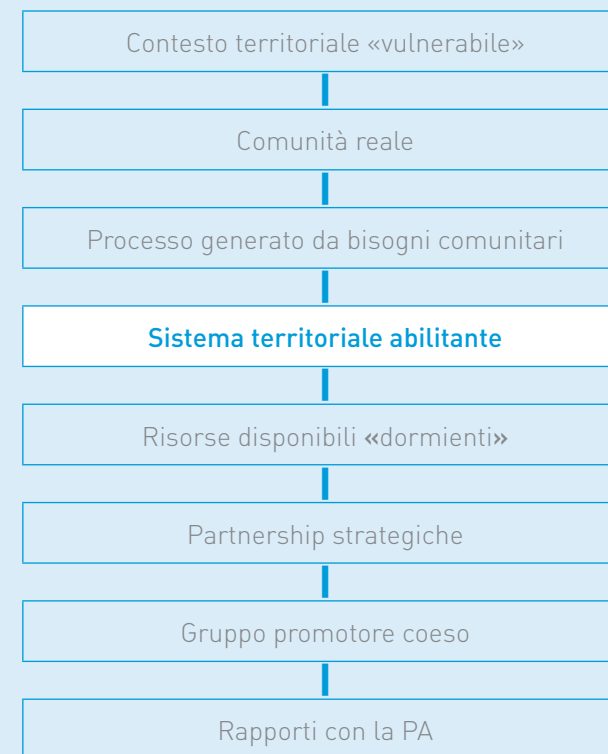 Contesto territoriale «vulnerabile»
Comunità reale
Processo generato da bisogni comunitari
Sistema territoriale abilitante
Risorse disponibili «dormienti»
Partnership strategiche
Gruppo promotore coeso
Rapporti con la PA